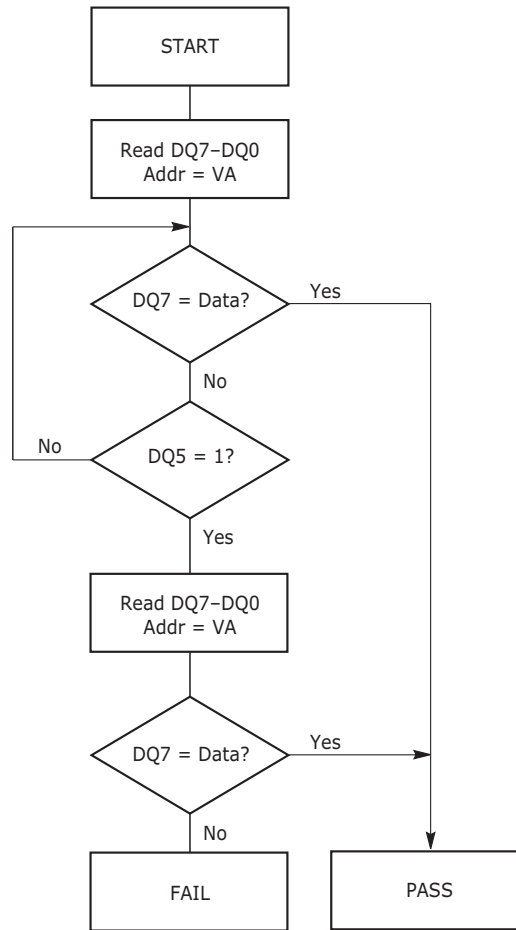 START
Read DQ7–DQ0
Addr = VA
DQ7 = Data?
Yes
No
No
DQ5 = 1?
Yes
Read DQ7–DQ0
Addr = VA
DQ7 = Data?
Yes
No
FAIL
PASS